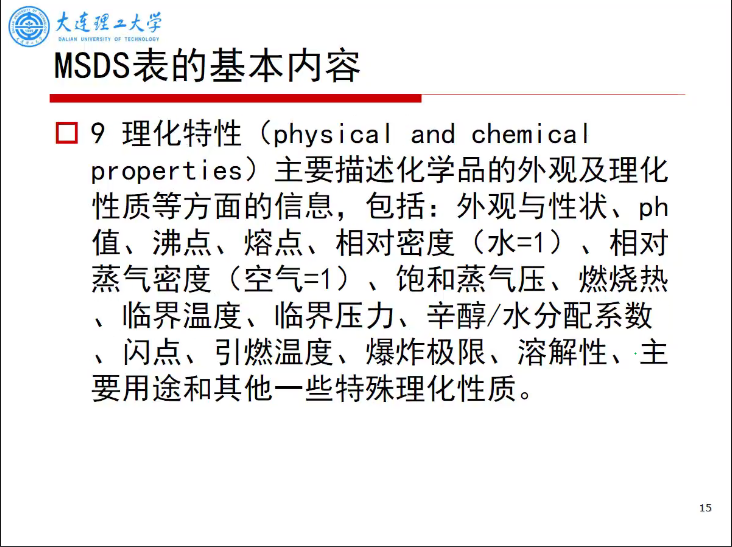 大连理工大学
DALIAN UNIVERSITY OF TECHNOLOGY
MSDS表的基本内容
9 理化特性（physical and chemical
properties）主要描述化学品的外观及理化
性质等方面的信息，包括：外观与性状、ph
值、沸点、熔点、相对密度（水=1）、相对
蒸气密度（空气=1）、饱和蒸气压、燃烧热
、临界温度、临界压力、辛醇/水分配系数
、闪点、引燃温度、爆炸极限、溶解性、主
要用途和其他一些特殊理化性质。
15